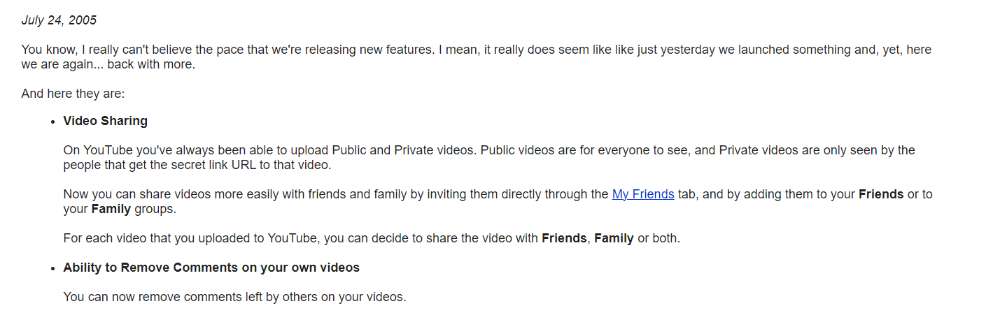 July 24, 2005
You know, I really can't believe the pace that we're releasing new features. I mean, it really does seem like like just yesterday we launched something and, yet, here
we are again... back with more.
And here they are:
• Video Sharing
On YouTube you've always been able to upload Public and Private videos. Public videos are for everyone to see, and Private videos are only seen by the
people that get the secret link URL to that video.
Now you can share videos more easily with friends and family by inviting them directly through the My Friends tab, and by adding them to your Friends or to
your Family groups.
For each video that you uploaded to YouTube, you can decide to share the video with Friends, Family or both.
• Ability to Remove Comments on your own videos
You can now remove comments left by others on your videos.